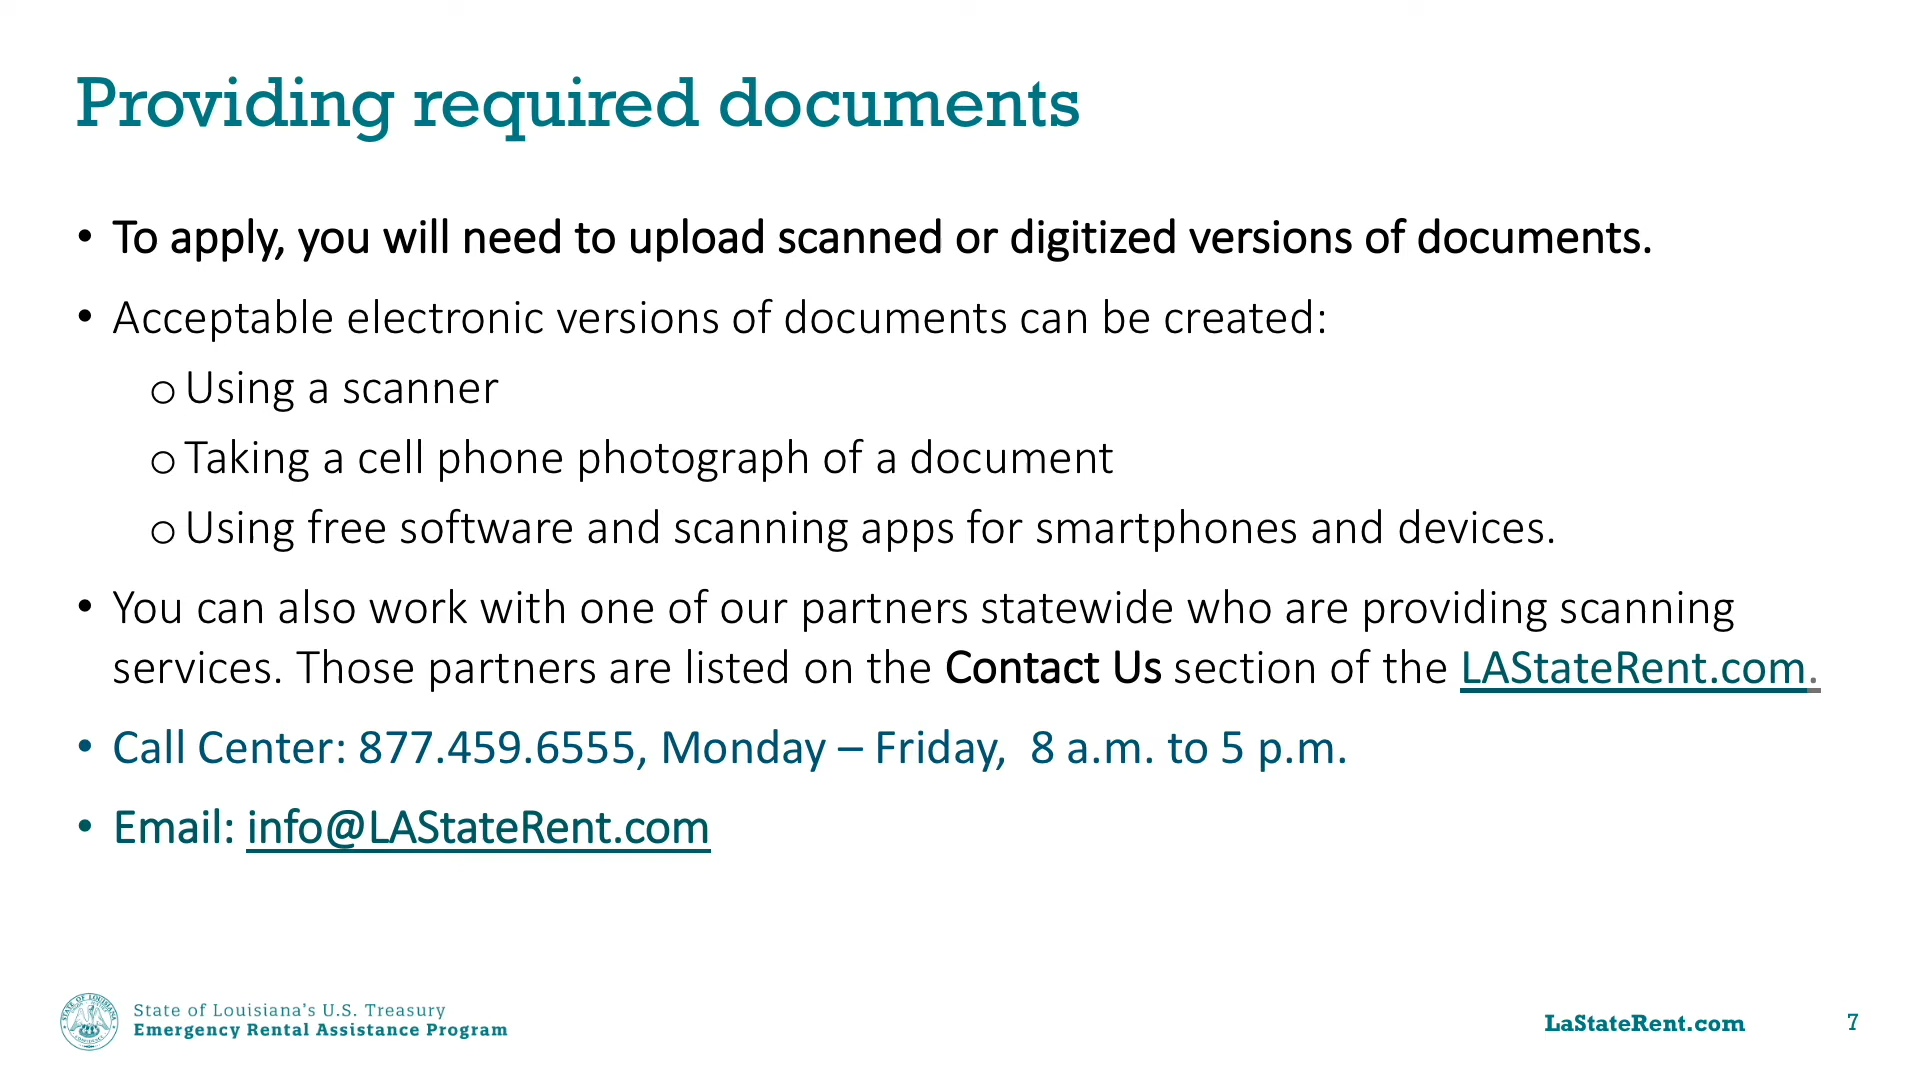 Providing required documents
• To apply, you will need to upload scanned or digitized versions of documents.
• Acceptable electronic versions of documents can be created:
o Using a scanner
o Taking a cell phone photograph of a document
o Using free software and scanning apps for smartphones and devices.
• You can also work with one of our partners statewide who are providing scanning
services. Those partners are listed on the Contact Us section of the LAStateRent.com.
• Call Center: 877.459.6555, Monday – Friday,  8 a.m. to 5 p.m.
• Email: info@LAStateRent.com
STATE OF LOUISIANA
State of Louisiana's U.S. Treasury
Emergency Rental Assistance Program
LaStateRent.com
7